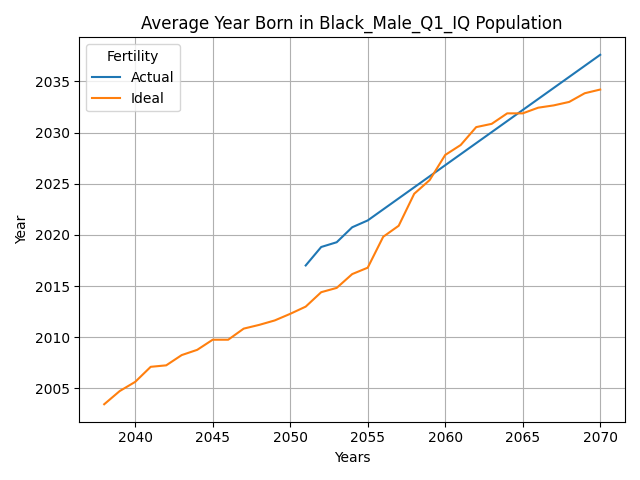 Average Year Born in Black_Male_Q1_IQ Population
Fertility
Actual
Ideal
Year
2035
2030
2025
2020
2015
2010
2005
2040 2045 2050 2055 2060 2065 2070
Years